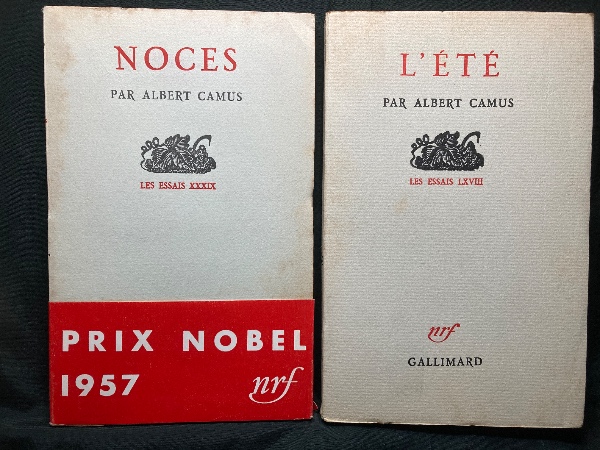 NOCES
PAR ALBERT CAMUS
LES ESSAIS XXXIX
PRIX NOBEL
1957 nrf
L'ÉTÉ
PAR ALBERT CAMUS
LES ESSAIS LXVIII
nrf
GALLIMARD